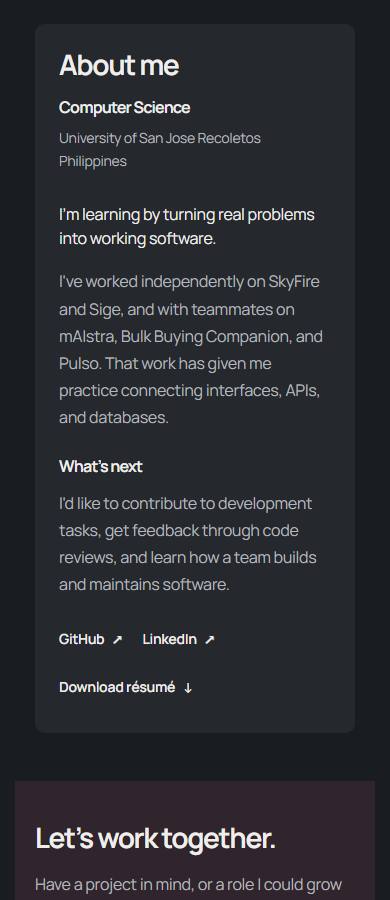 About me
Computer Science
University of San Jose Recoletos
Philippines
I'm learning by turning real problems
into working software.
I've worked independently on SkyFire
and Sige, and with teammates on
mAIstra, Bulk Buying Companion, and
Pulso. That work has given me
practice connecting interfaces, APIs,
and databases.
What's next
I'd like to contribute to development
tasks, get feedback through code
reviews, and learn how a team builds
and maintains software.
GitHub ↗ LinkedIn ↗
Download résumé ↓
Let's work together.
Have a project in mind, or a role I could grow